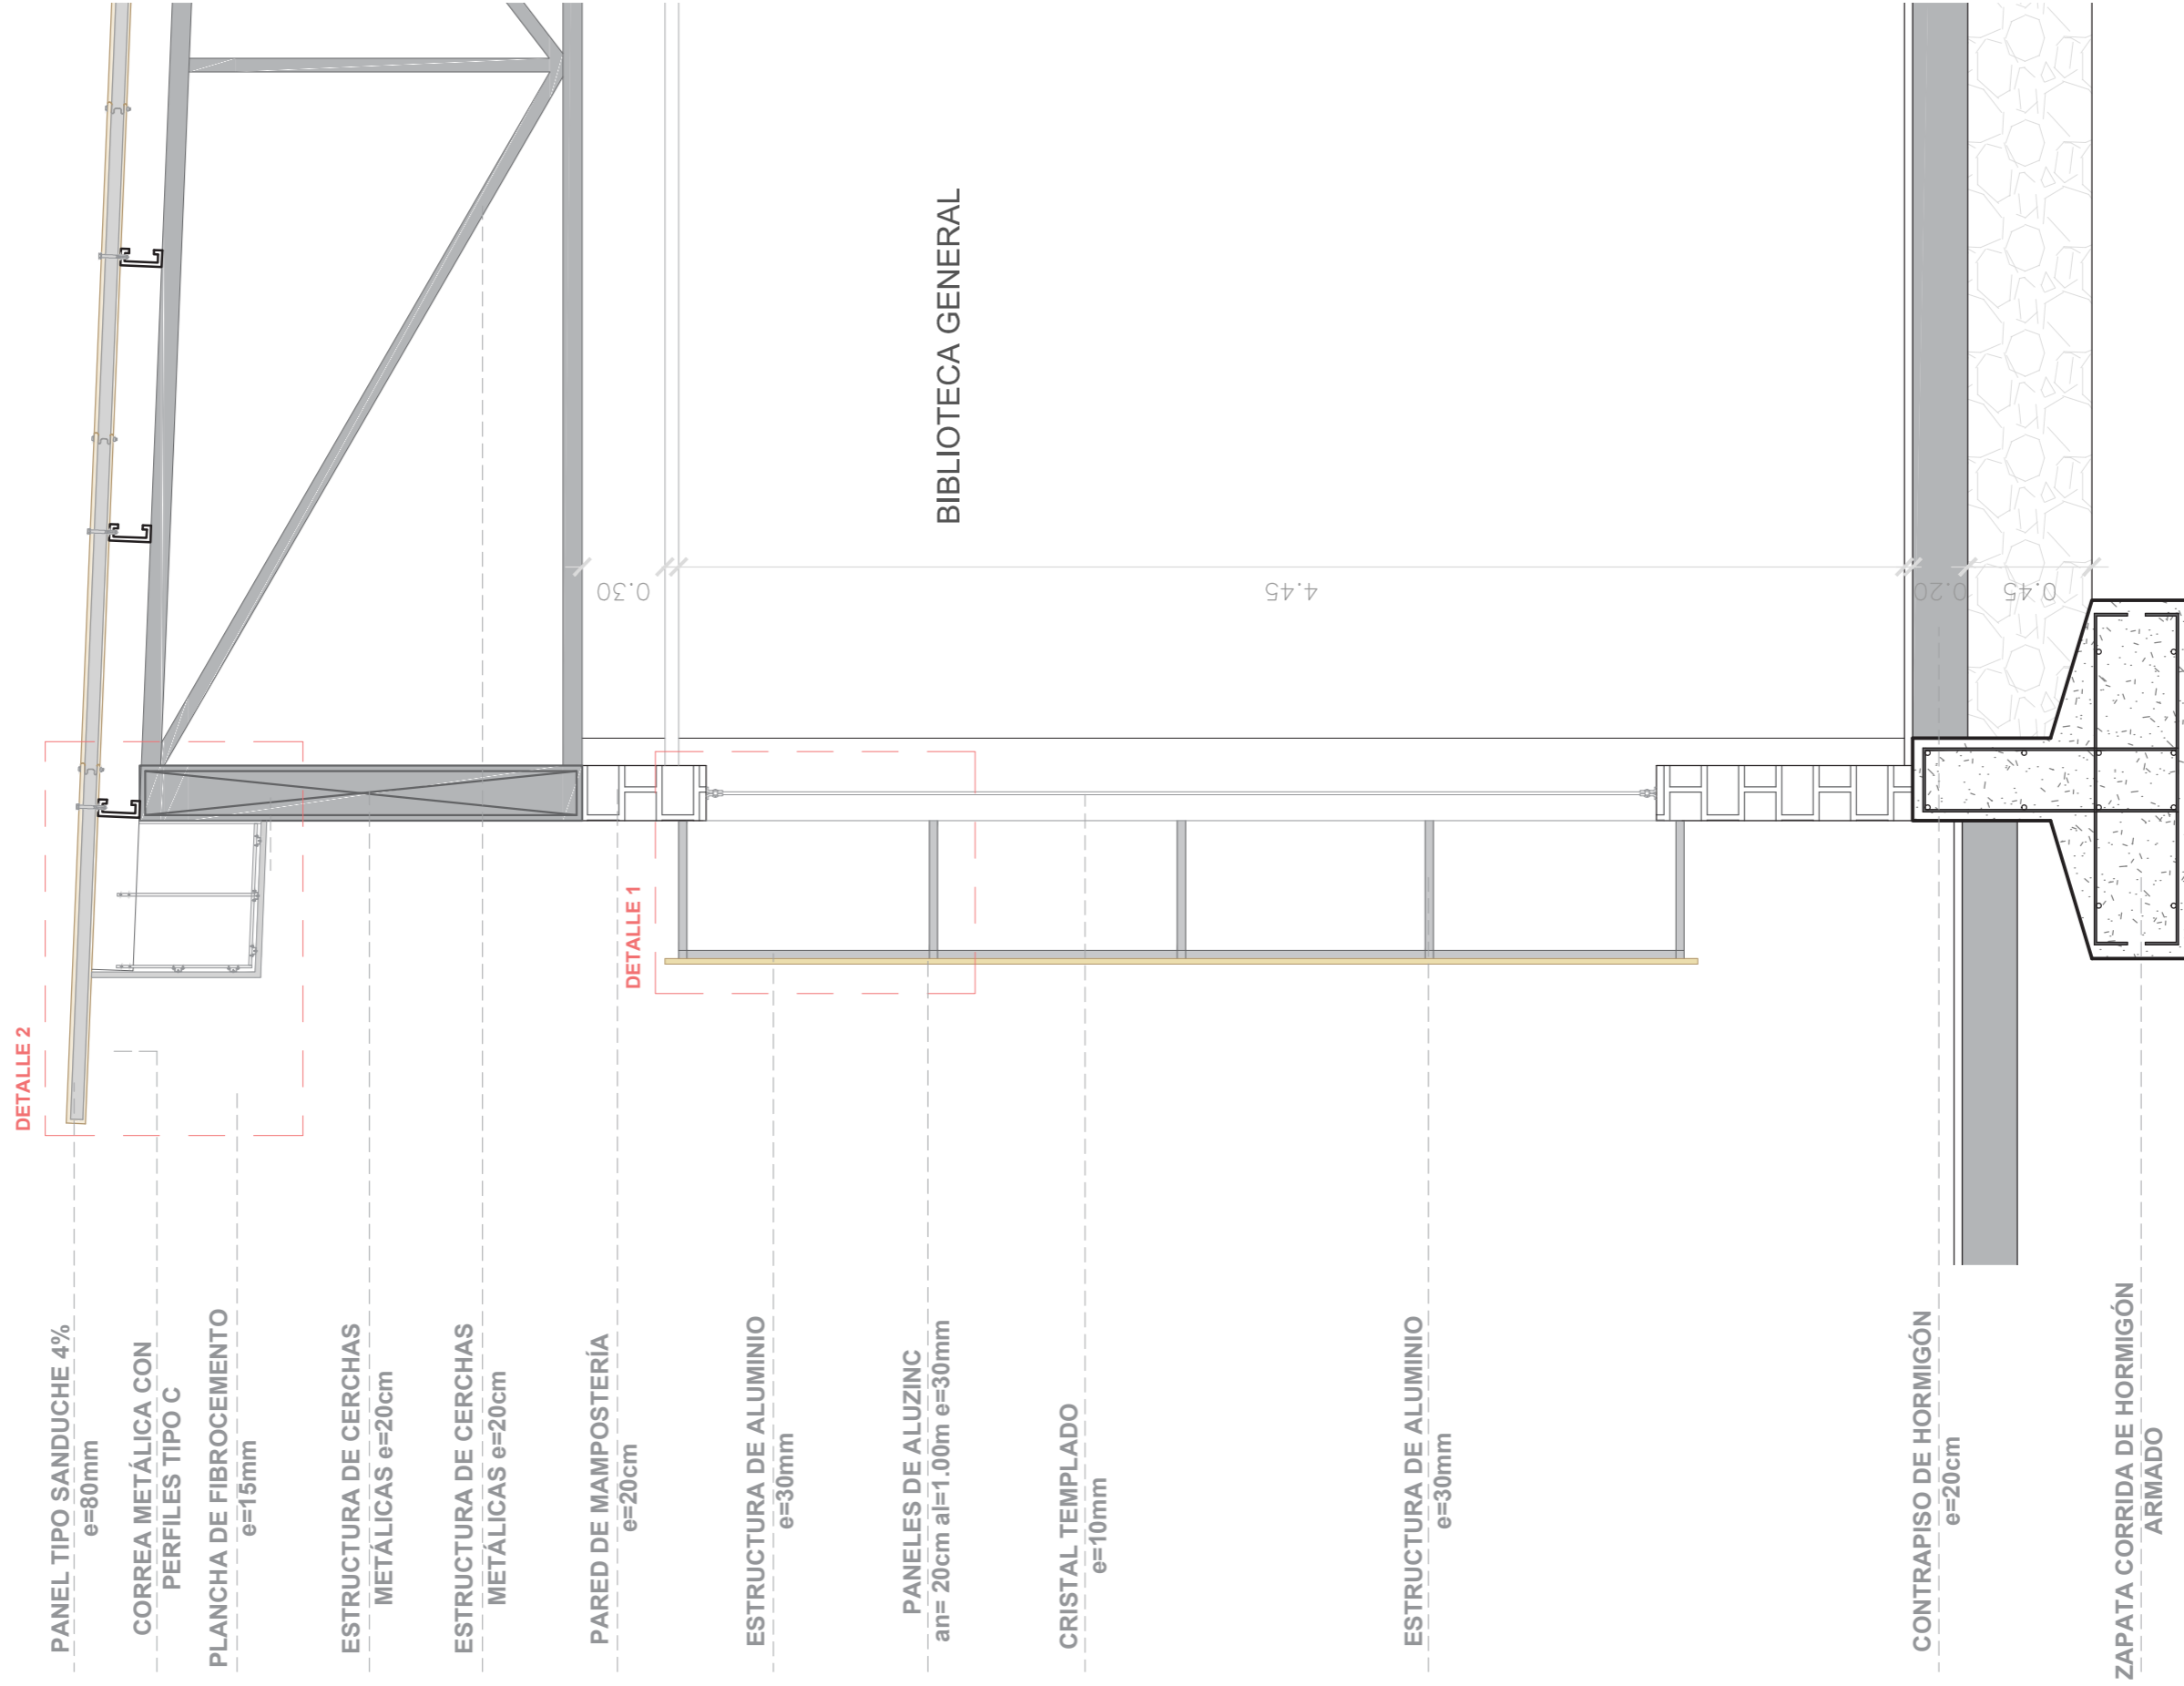 PANEL TIPO SANDUCHE 4%
e=80mm
CORREA METÁLICA CON
PERFILES TIPO C
PLANCHA DE FIBROCEMENTO
e=15mm
ESTRUCTURA DE CERCHAS
METÁLICAS e=20cm
ESTRUCTURA DE CERCHAS
METÁLICAS e=20cm
PARED DE MAMPOSTERÍA
e=20cm
ESTRUCTURA DE ALUMINIO
e=30mm
PANELES DE ALUZINC
an= 20cm al=1.00m e=30mm
CRISTAL TEMPLADO
e=10mm
ESTRUCTURA DE ALUMINIO
e=30mm
CONTRAPISO DE HORMIGÓN
e=20cm
ZAPATA CORRIDA DE HORMIGÓN
ARMADO
DETALLE 2
DETALLE 1
0.30
4.45
0.20
0.45
BIBLIOTECA GENERAL